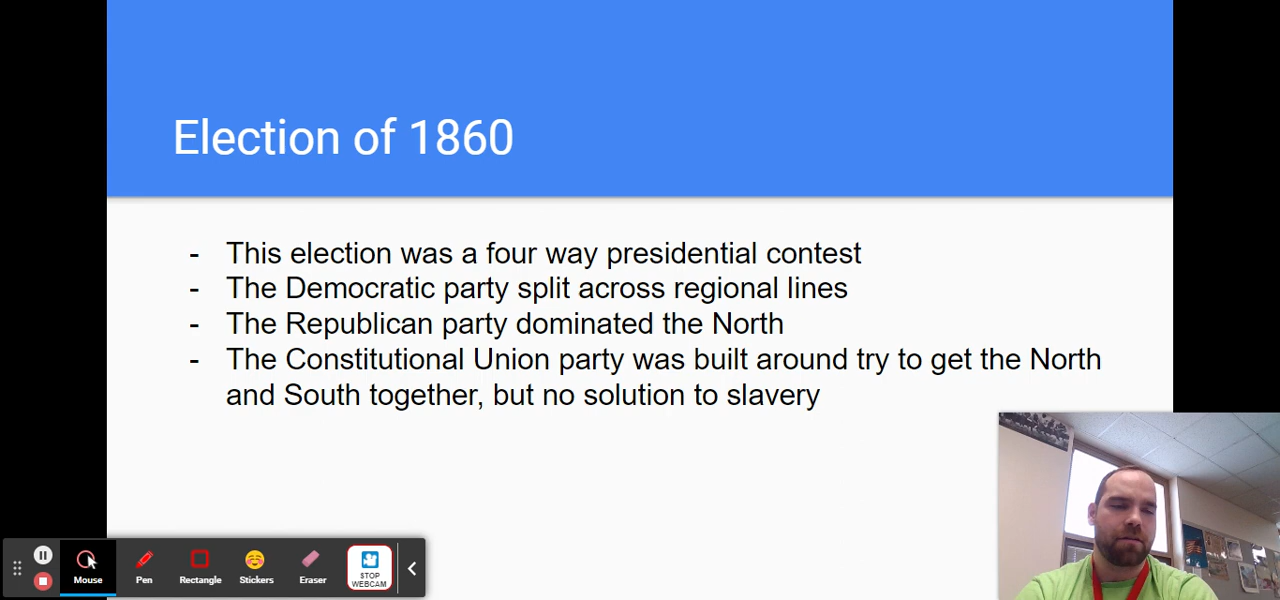 Election of 1860
- This election was a four way presidential contest
- The Democratic party split across regional lines
- The Republican party dominated the North
- The Constitutional Union party was built around try to get the North
and South together, but no solution to slavery
Mouse
Pen
Rectangle
Stickers
Eraser
STOP
WEBCAM